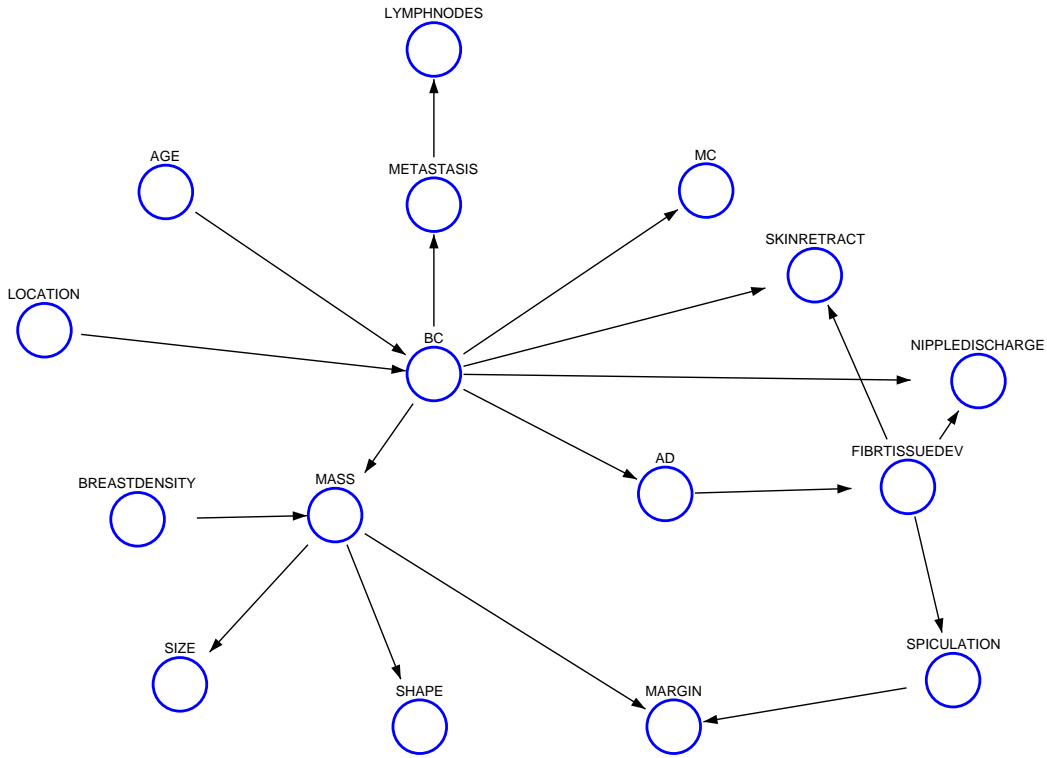 LYMPHNODES
AGE
METASTASIS
MC
SKINRETRACT
LOCATION
BC
NIPPLEDISCHARGE
BREASTDENSITY
MASS
AD
FIBRTISSUEDEV
SIZE
SHAPE
MARGIN
SPICULATION